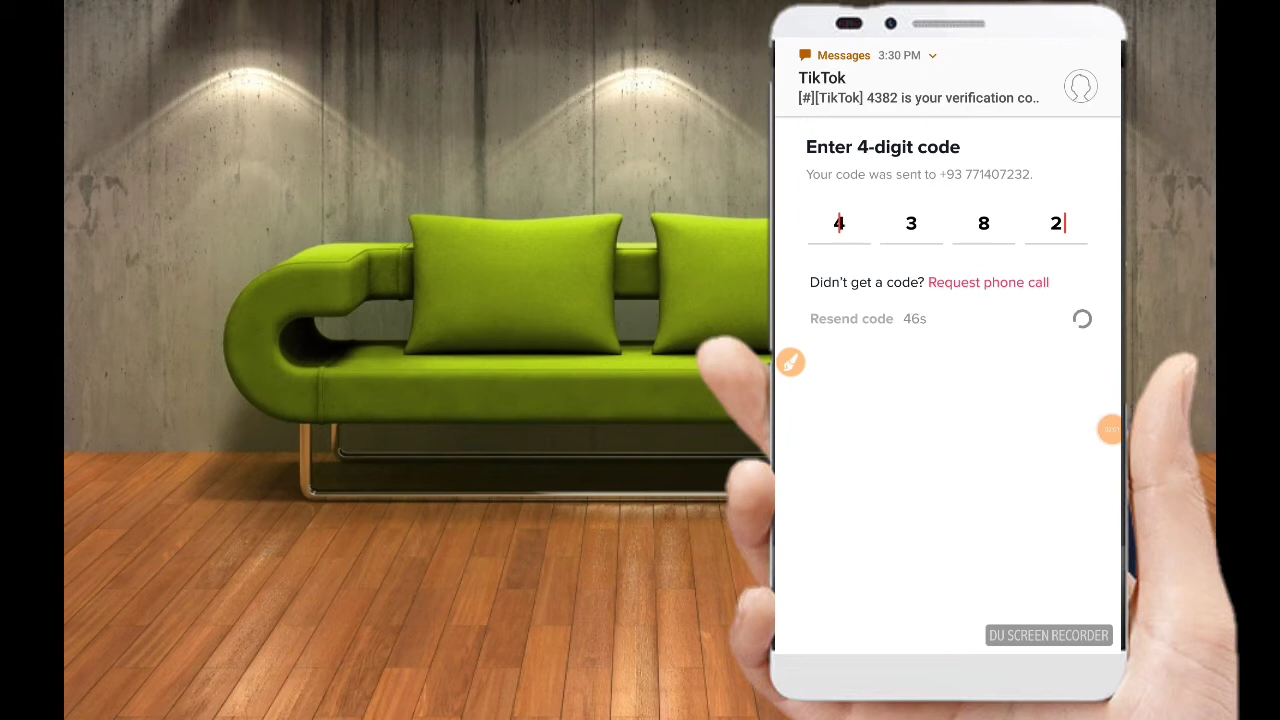 Messages 3:30 PM
TikTok
[#][TikTok] 4382 is your verification co..
Enter 4-digit code
Your code was sent to +93 771407232.
4 3 8 2
Didn't get a code? Request phone call
Resend code 46s
DU SCREEN RECORDER